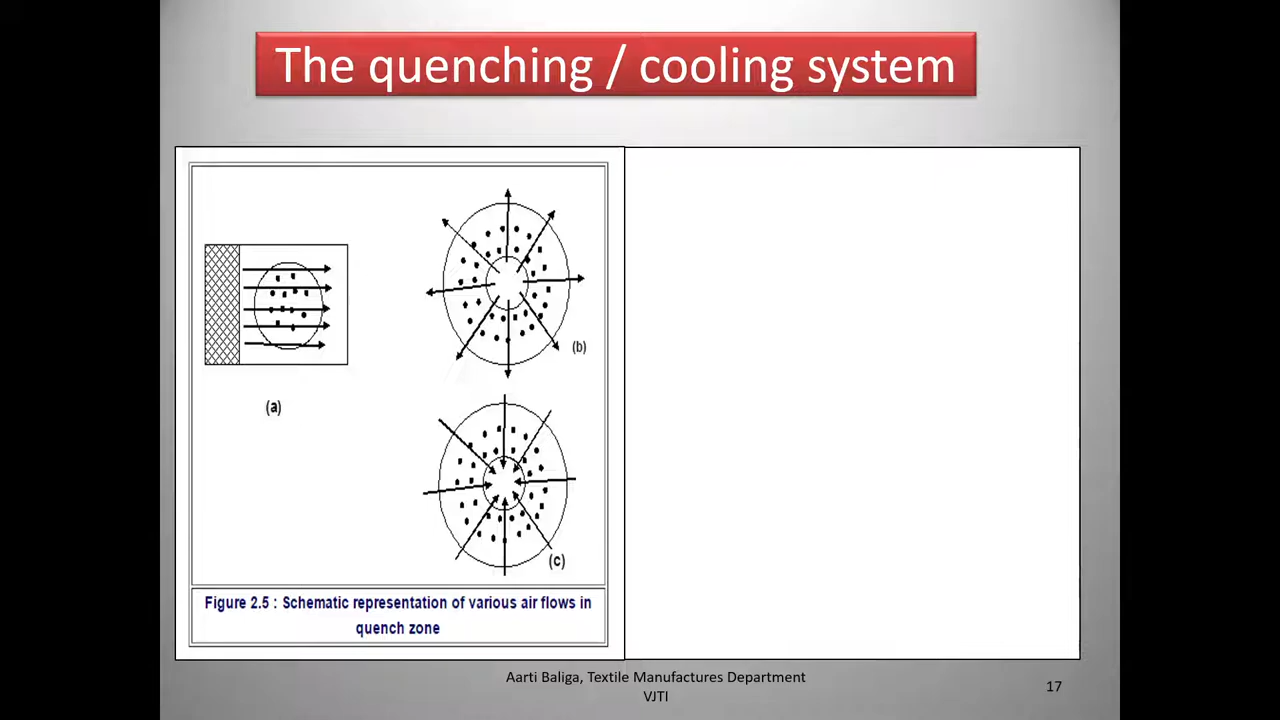 The quenching / cooling system
(a)
(b)
(c)
Figure 2.5 : Schematic representation of various air flows in
quench zone
Aarti Baliga, Textile Manufactures Department
VJTI
17